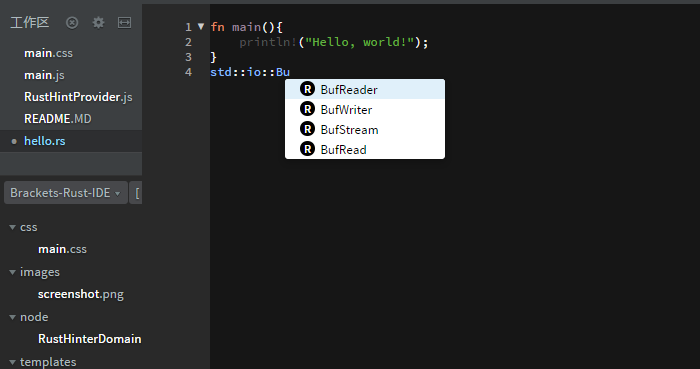 工作区
main.css
main.js
RustHintProvider.js
README.MD
hello.rs
Brackets-Rust-IDE
[
css
main.css
images
screenshot.png
node
RustHinterDomain
templates
1 fn main(){
2 println!("Hello, world!");
3 }
4 std::io::Bu
R BufReader
R BufWriter
R BufStream
R BufRead